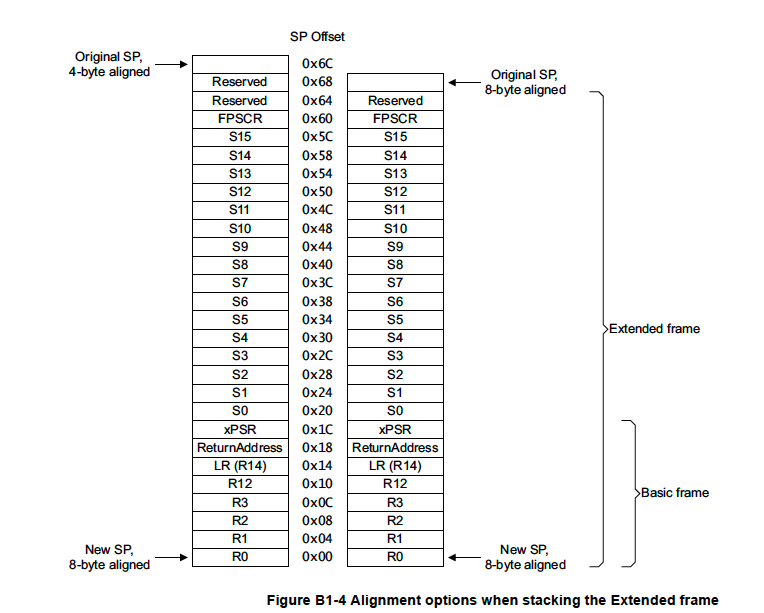 SP Offset
Original SP,
4-byte aligned
0x6C
Reserved 0x68
Original SP,
8-byte aligned
Reserved 0x64 Reserved
FPSCR 0x60 FPSCR
S15 0x5C S15
S14 0x58 S14
S13 0x54 S13
S12 0x50 S12
S11 0x4C S11
S10 0x48 S10
S9 0x44 S9
S8 0x40 S8
S7 0x3C S7
S6 0x38 S6
S5 0x34 S5
S4 0x30 S4
S3 0x2C S3
S2 0x28 S2
S1 0x24 S1
S0 0x20 S0
xPSR 0x1C xPSR
ReturnAddress 0x18 ReturnAddress
LR (R14) 0x14 LR (R14)
R12 0x10 R12
R3 0x0C R3
R2 0x08 R2
R1 0x04 R1
R0 0x00 R0
Extended frame
Basic frame
New SP,
8-byte aligned
New SP,
8-byte aligned
Figure B1-4 Alignment options when stacking the Extended frame